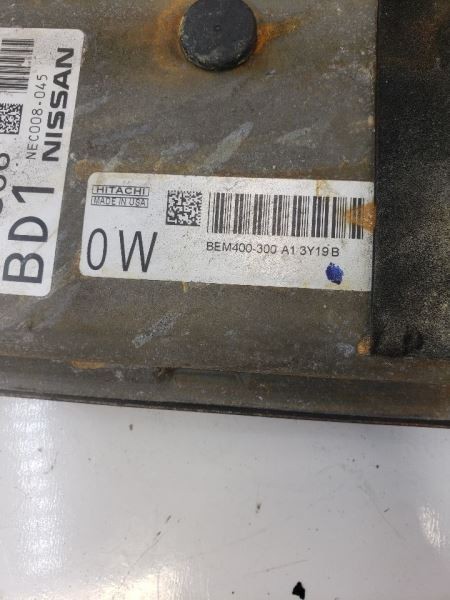 NISSAN
NEC008-045
BD1
HITACHI
MADE IN USA
0W
BEM400-300 A1 3Y19 B